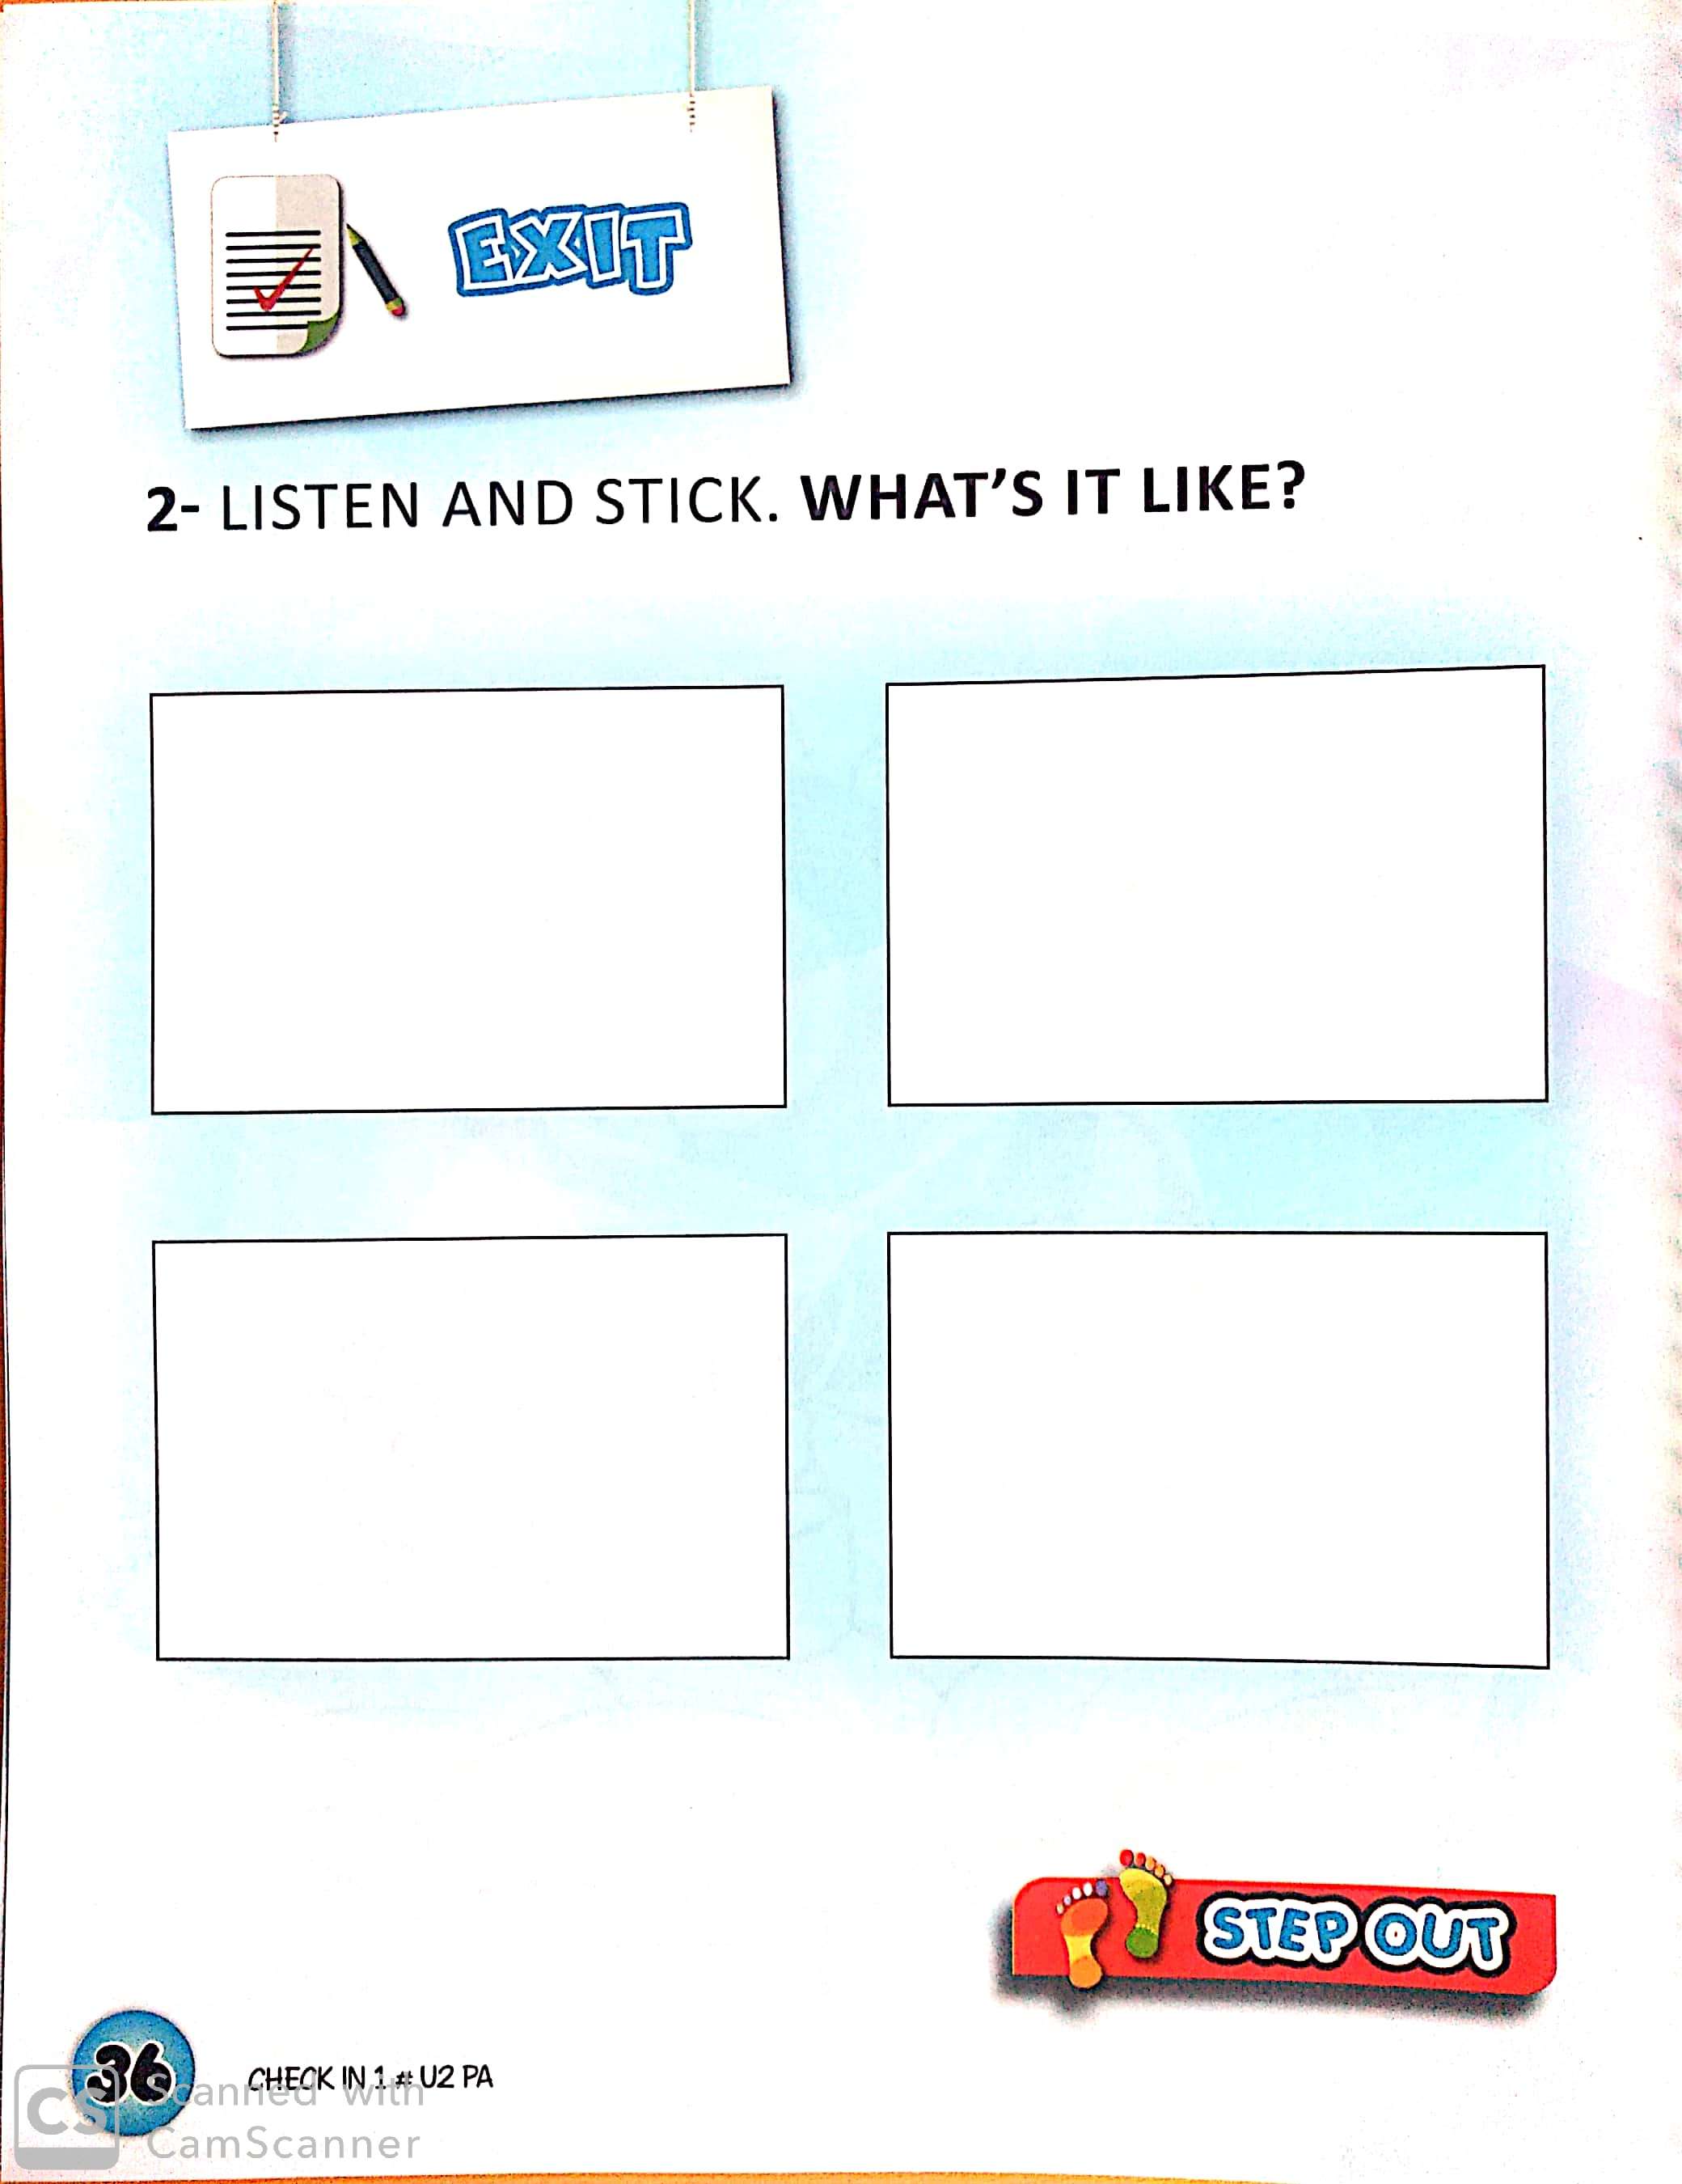 EXIT
2- LISTEN AND STICK. WHAT'S IT LIKE?
STEP OUT
36
CHECK IN 1 # U2 PA
CS
Scanned with
CamScanner